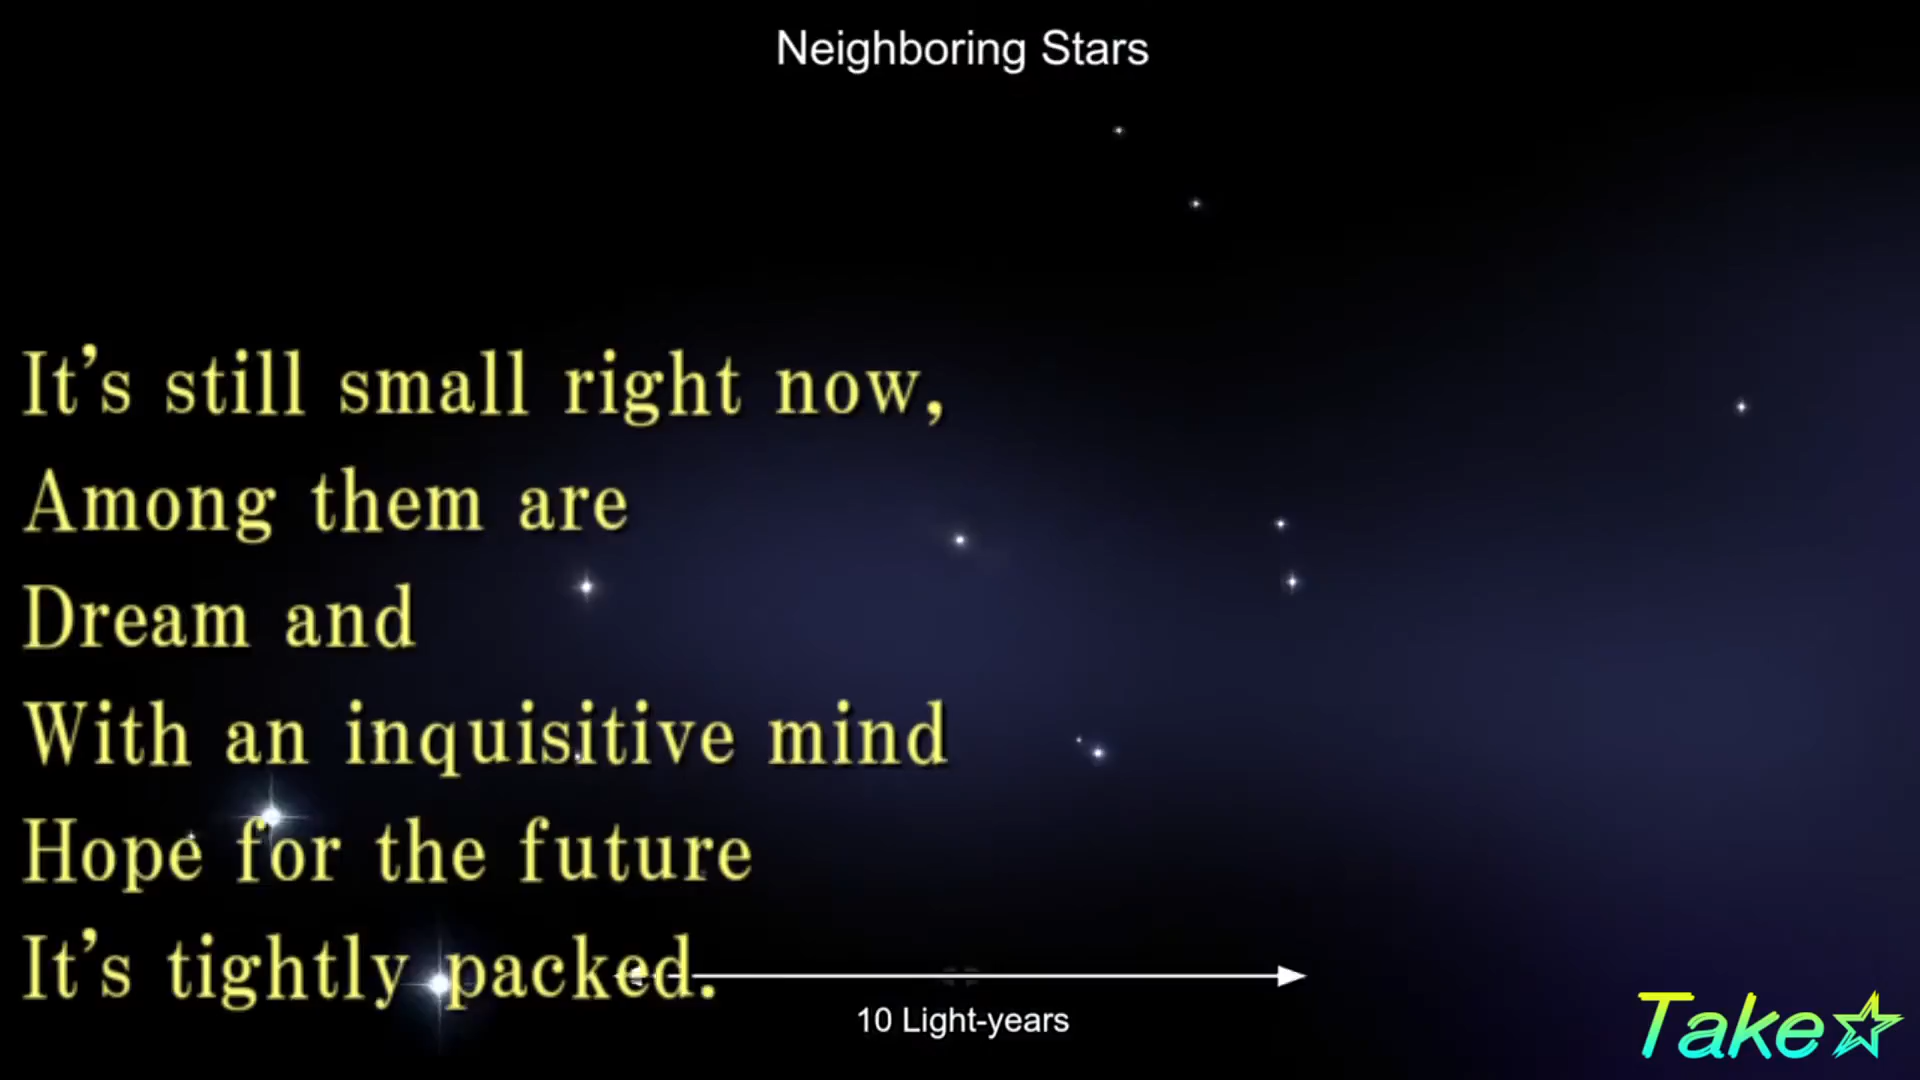 Neighboring Stars
It's still small right now,
Among them are
Dream and
With an inquisitive mind
Hope for the future
It's tightly packed.
10 Light-years
Take☆